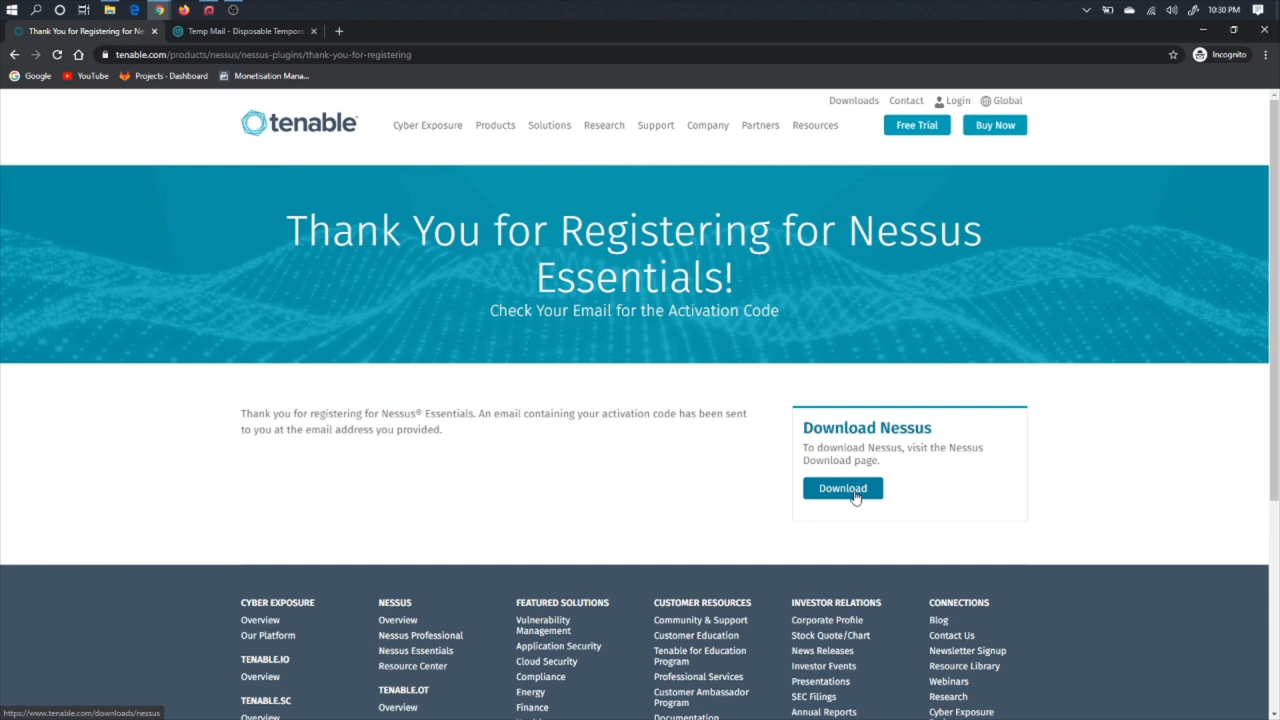 10:30 PM
Thank You for Registering for Ne
Temp Mail - Disposable Tempora
tenable.com/products/nessus/nessus-plugins/thank-you-for-registering
Incognito
Google
YouTube
Projects · Dashboard
Monetisation Mana...
Downloads
Contact
Login
Global
tenable
Cyber Exposure
Products
Solutions
Research
Support
Company
Partners
Resources
Free Trial
Buy Now
Thank You for Registering for Nessus
Essentials!
Check Your Email for the Activation Code
Thank you for registering for Nessus® Essentials. An email containing your activation code has been sent
to you at the email address you provided.
Download Nessus
To download Nessus, visit the Nessus
Download page.
Download
CYBER EXPOSURE
Overview
Our Platform
TENABLE.IO
Overview
TENABLE.SC
Overview
NESSUS
Overview
Nessus Professional
Nessus Essentials
Resource Center
TENABLE.OT
Overview
FEATURED SOLUTIONS
Vulnerability
Management
Application Security
Cloud Security
Compliance
Energy
Finance
CUSTOMER RESOURCES
Community & Support
Customer Education
Tenable for Education
Program
Professional Services
Customer Ambassador
Program
Documentation
INVESTOR RELATIONS
Corporate Profile
Stock Quote/Chart
News Releases
Investor Events
Presentations
SEC Filings
Annual Reports
CONNECTIONS
Blog
Contact Us
Newsletter Signup
Resource Library
Webinars
Research
Cyber Exposure
https://www.tenable.com/downloads/nessus